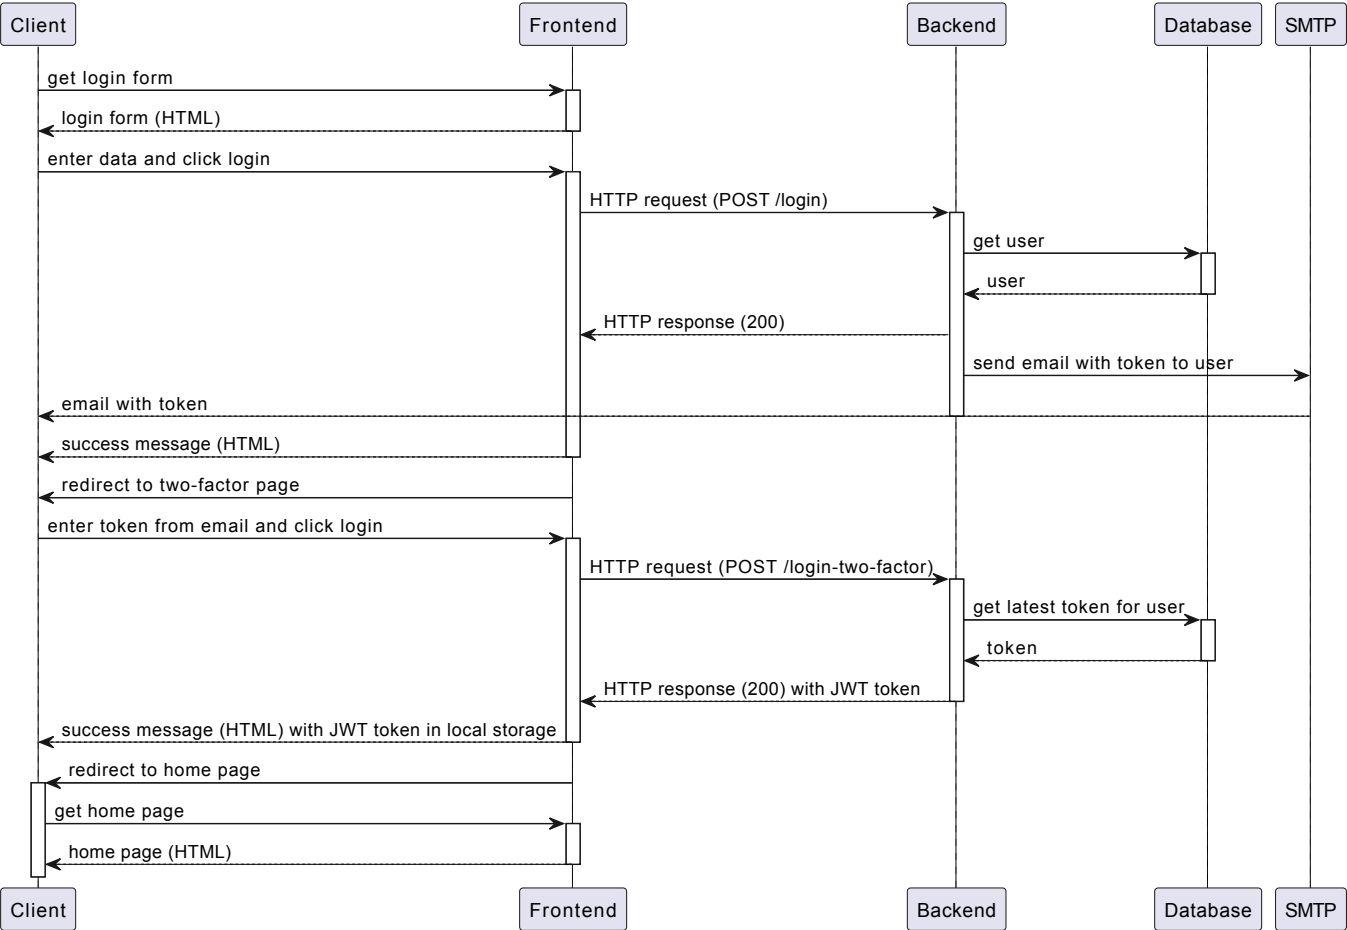 Client Frontend Backend Database SMTP
get login form
login form (HTML)
enter data and click login
HTTP request (POST /login)
get user
user
HTTP response (200)
send email with token to user
email with token
success message (HTML)
redirect to two-factor page
enter token from email and click login
HTTP request (POST /login-two-factor)
get latest token for user
token
HTTP response (200) with JWT token
success message (HTML) with JWT token in local storage
redirect to home page
get home page
home page (HTML)
Client Frontend Backend Database SMTP